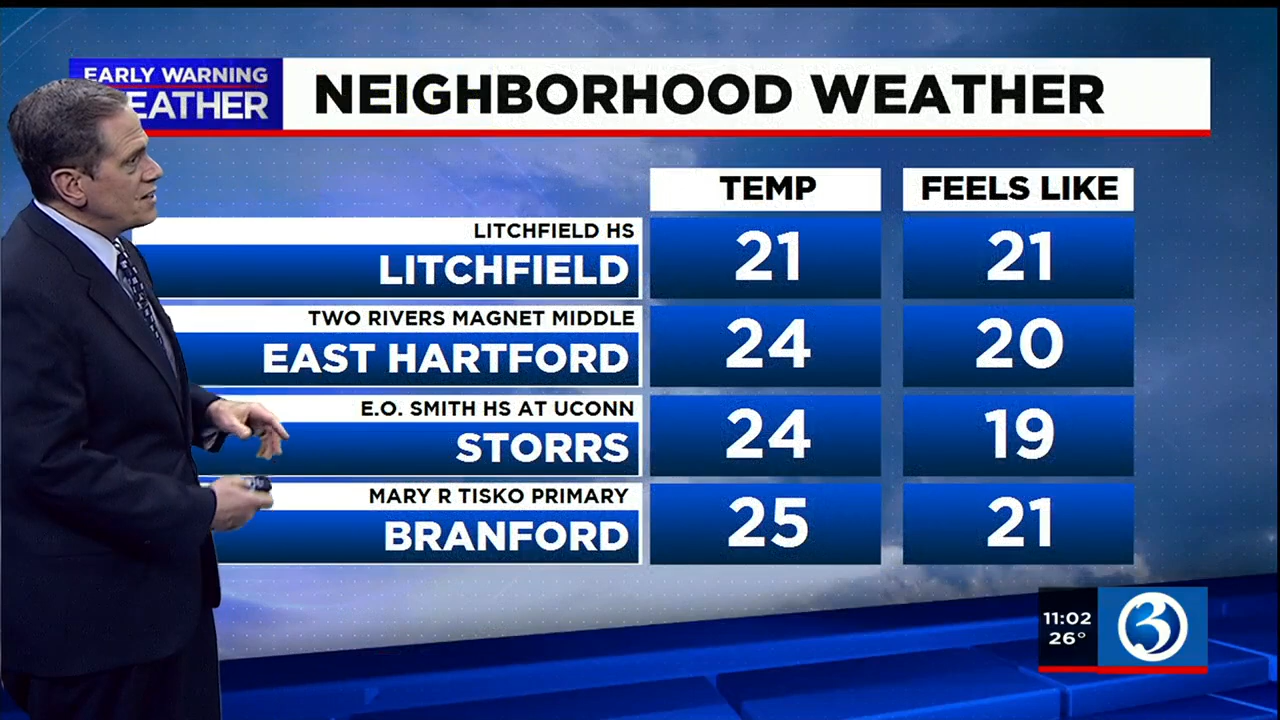 EARLY WARNING
WEATHER
NEIGHBORHOOD WEATHER
TEMP FEELS LIKE
LITCHFIELD HS
LITCHFIELD 21 21
TWO RIVERS MAGNET MIDDLE
EAST HARTFORD 24 20
E.O. SMITH HS AT UCONN
STORRS 24 19
MARY R TISKO PRIMARY
BRANFORD 25 21
11:02
26°
3